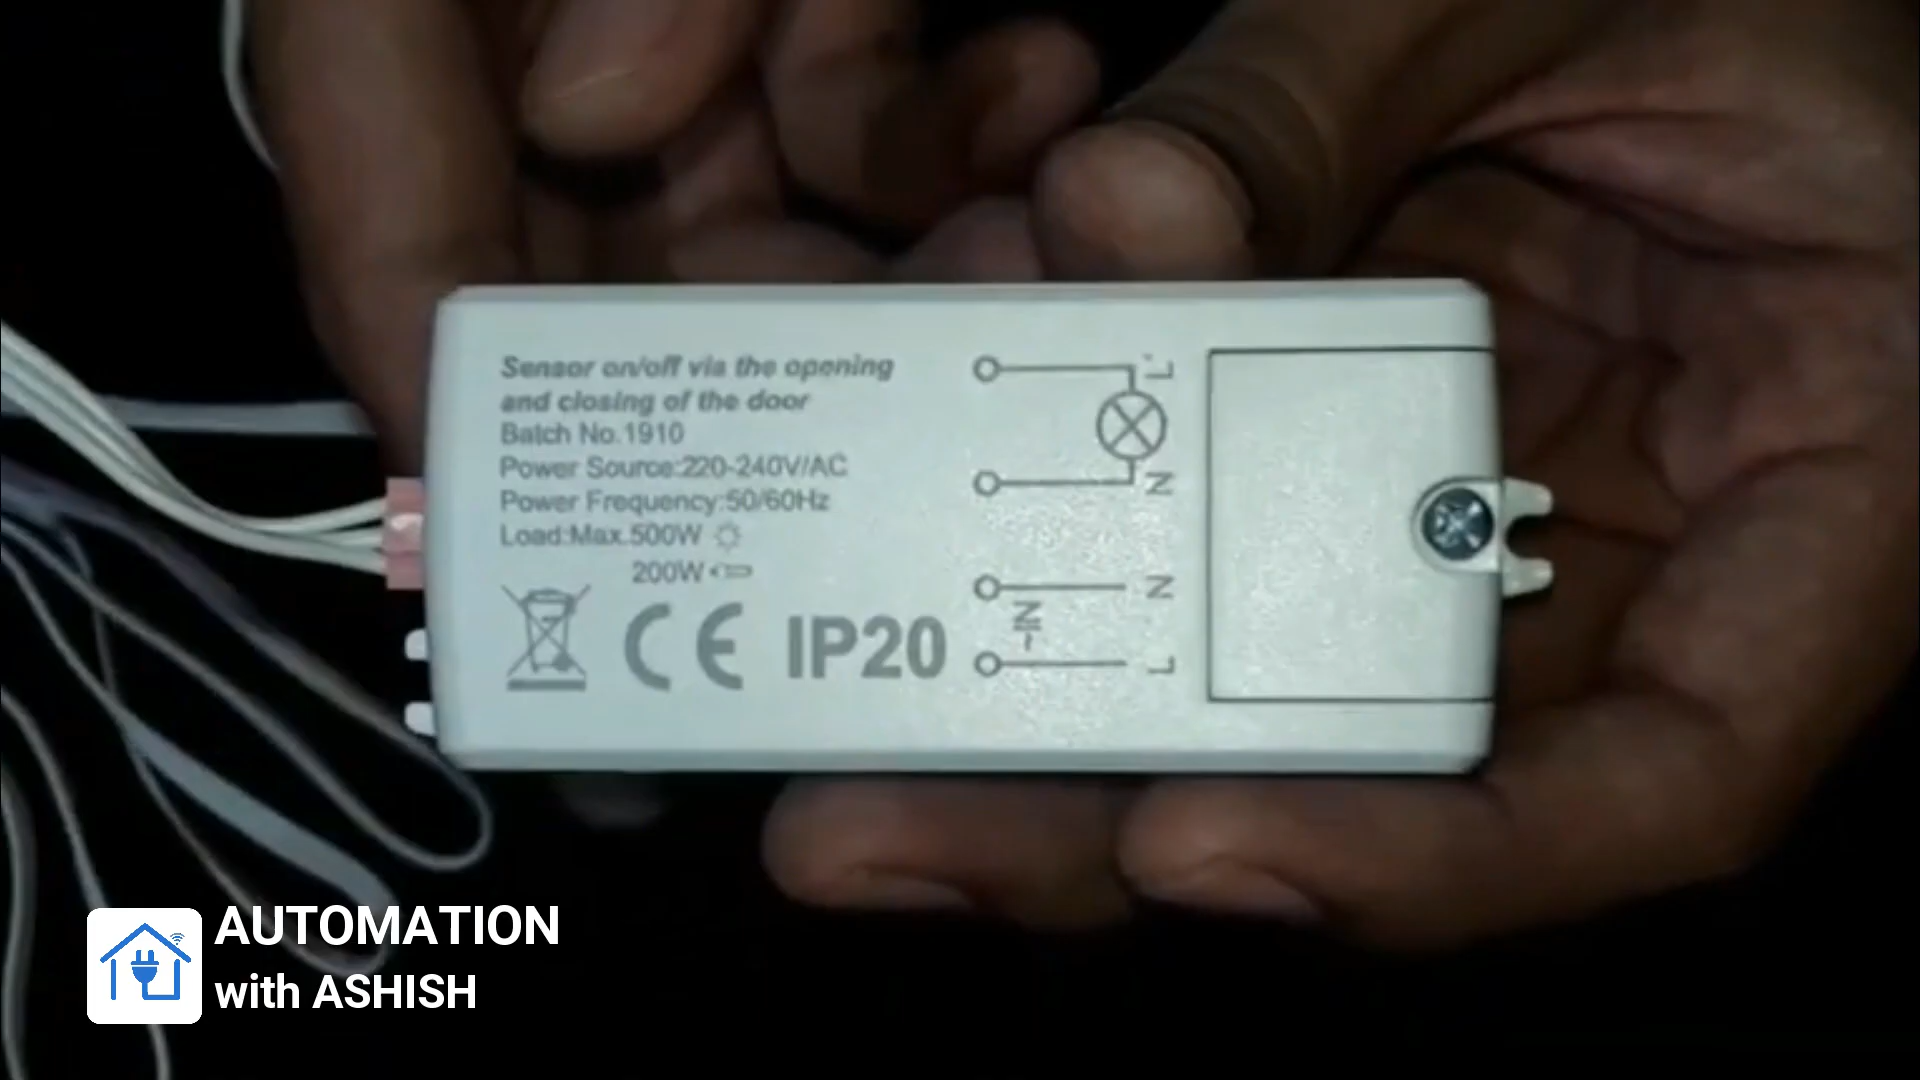 Sensor on/off via the opening
and closing of the door
Batch No.1910
Power Source:220-240V/AC
Power Frequency:50/60Hz
Load:Max.500W
200W
CE IP20
L'
N
N
~IN
L
AUTOMATION
with ASHISH